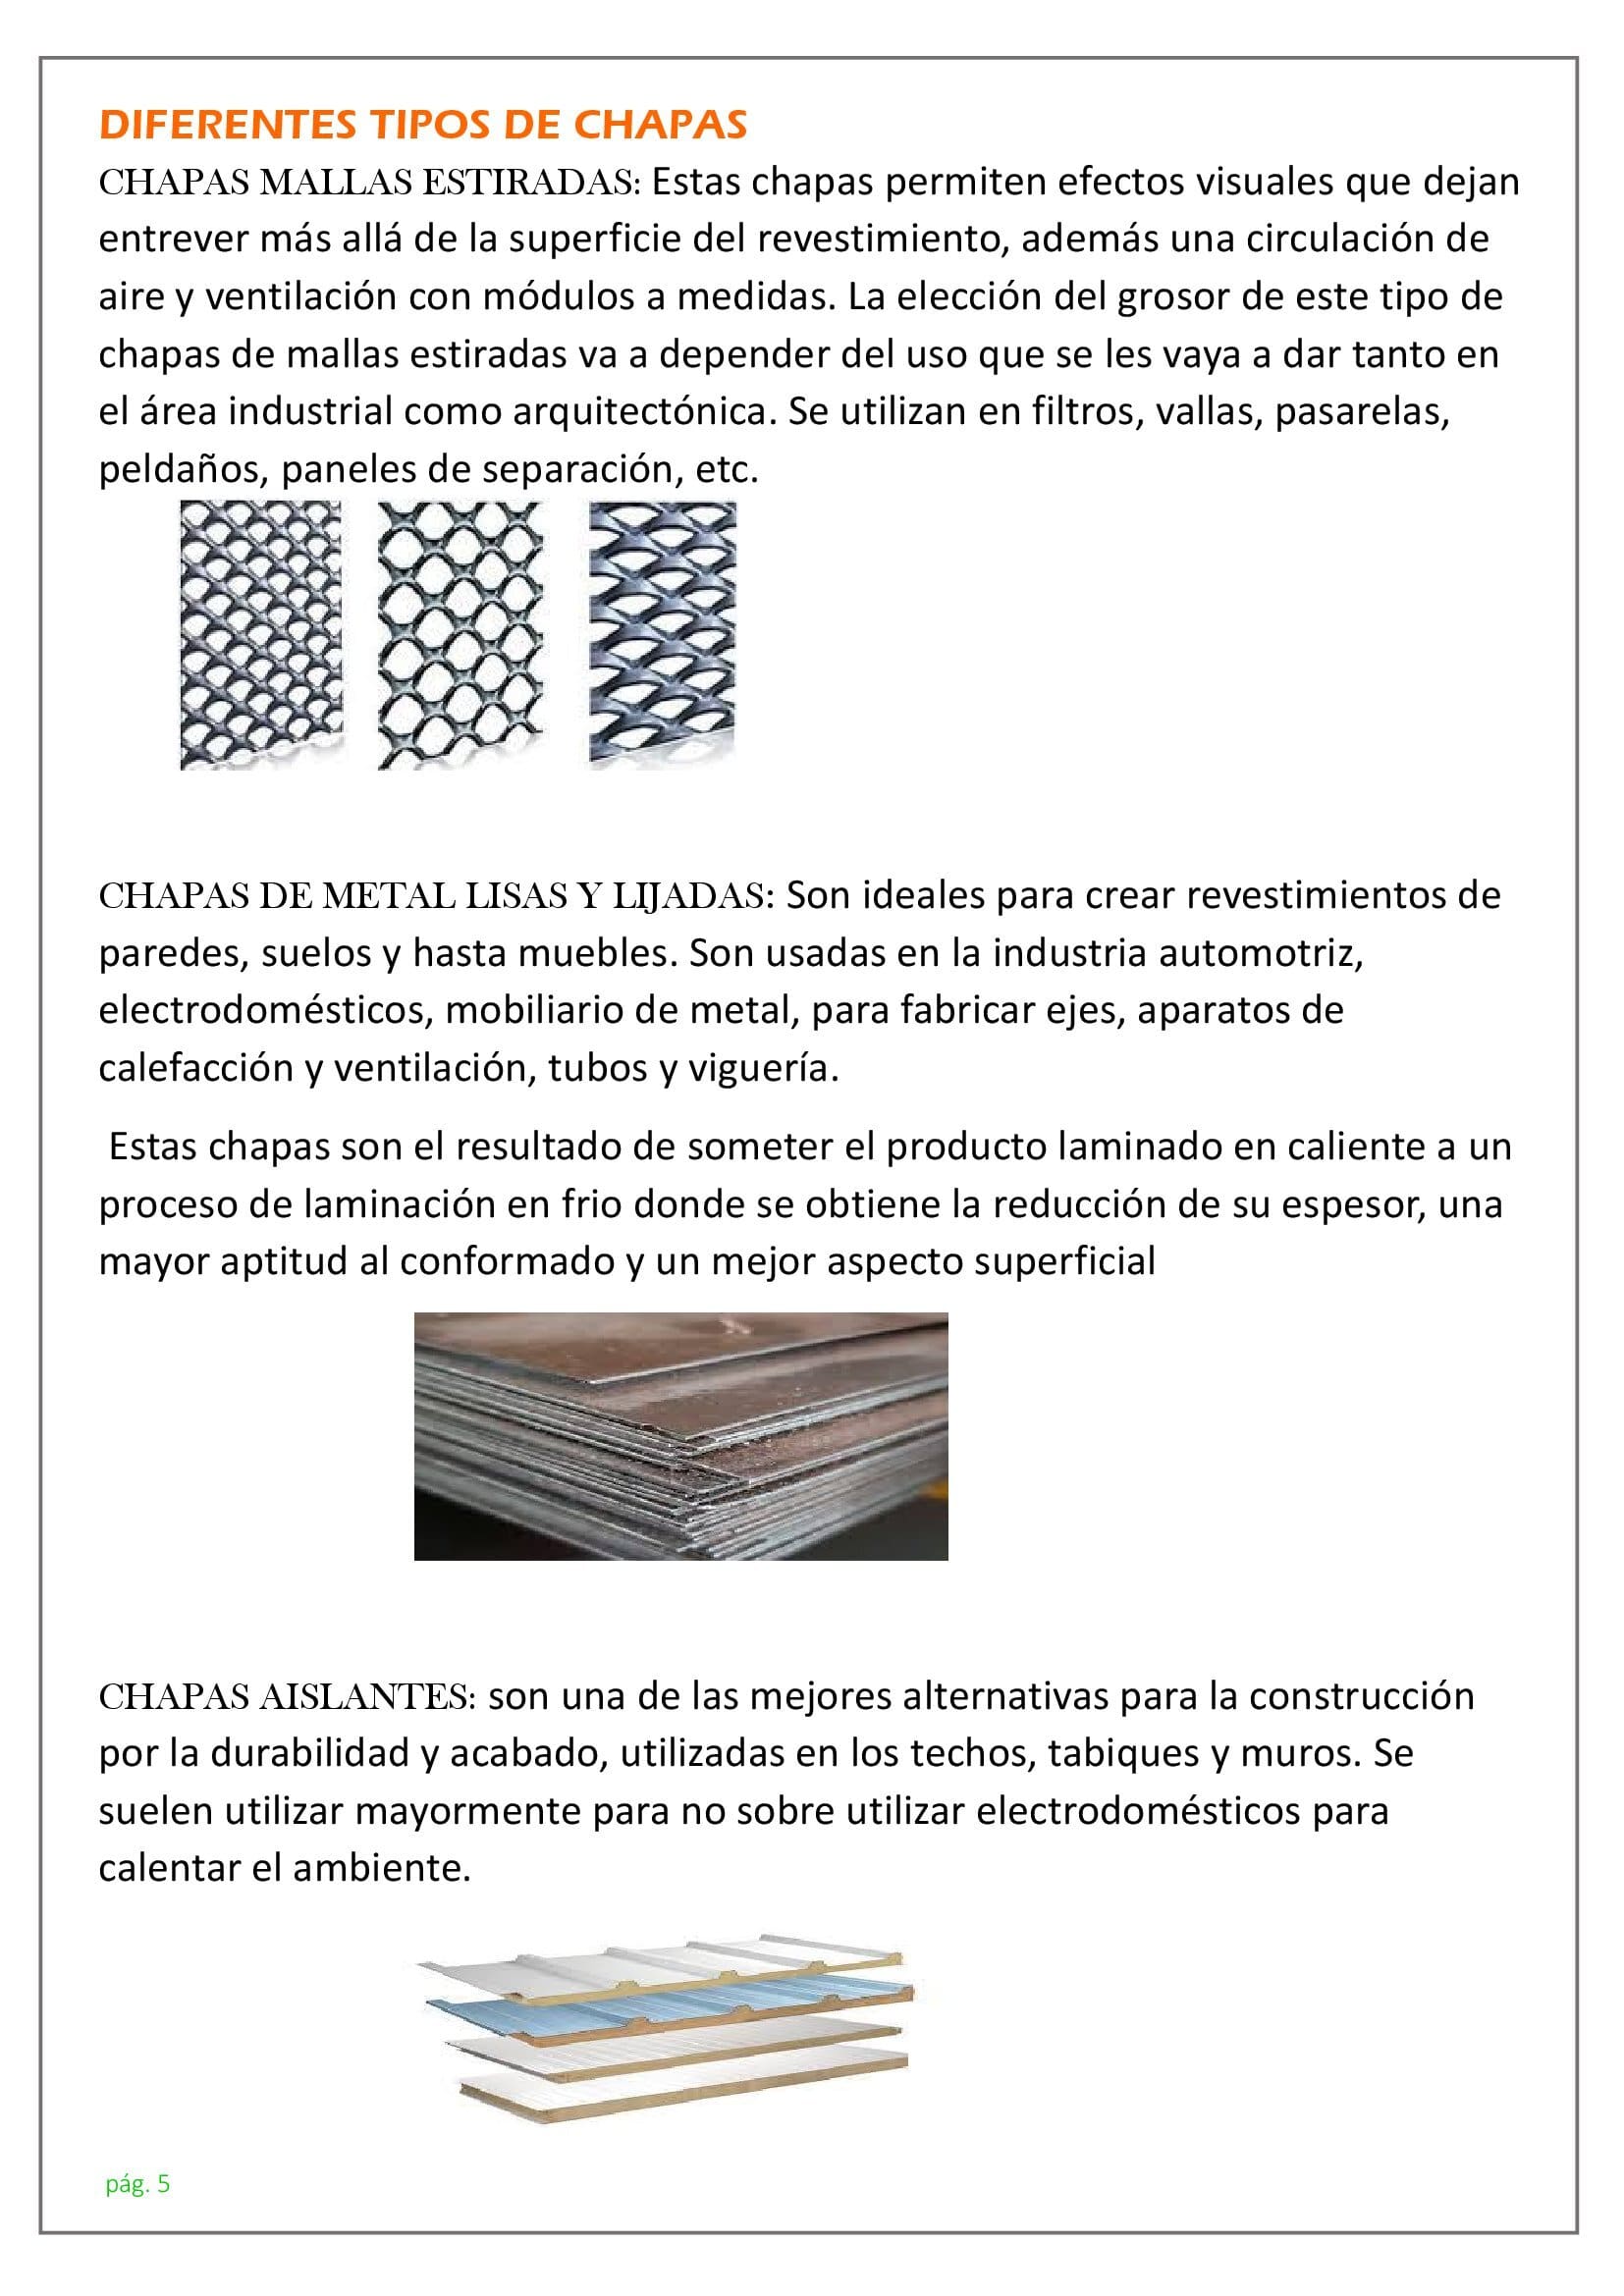 DIFERENTES TIPOS DE CHAPAS
CHAPAS MALLAS ESTIRADAS: Estas chapas permiten efectos visuales que dejan
entrever más allá de la superficie del revestimiento, además una circulación de
aire y ventilación con módulos a medidas. La elección del grosor de este tipo de
chapas de mallas estiradas va a depender del uso que se les vaya a dar tanto en
el área industrial como arquitectónica. Se utilizan en filtros, vallas, pasarelas,
peldaños, paneles de separación, etc.
CHAPAS DE METAL LISAS Y LIJADAS: Son ideales para crear revestimientos de
paredes, suelos y hasta muebles. Son usadas en la industria automotriz,
electrodomésticos, mobiliario de metal, para fabricar ejes, aparatos de
calefacción y ventilación, tubos y viguería.
Estas chapas son el resultado de someter el producto laminado en caliente a un
proceso de laminación en frio donde se obtiene la reducción de su espesor, una
mayor aptitud al conformado y un mejor aspecto superficial
CHAPAS AISLANTES: son una de las mejores alternativas para la construcción
por la durabilidad y acabado, utilizadas en los techos, tabiques y muros. Se
suelen utilizar mayormente para no sobre utilizar electrodomésticos para
calentar el ambiente.
pág. 5